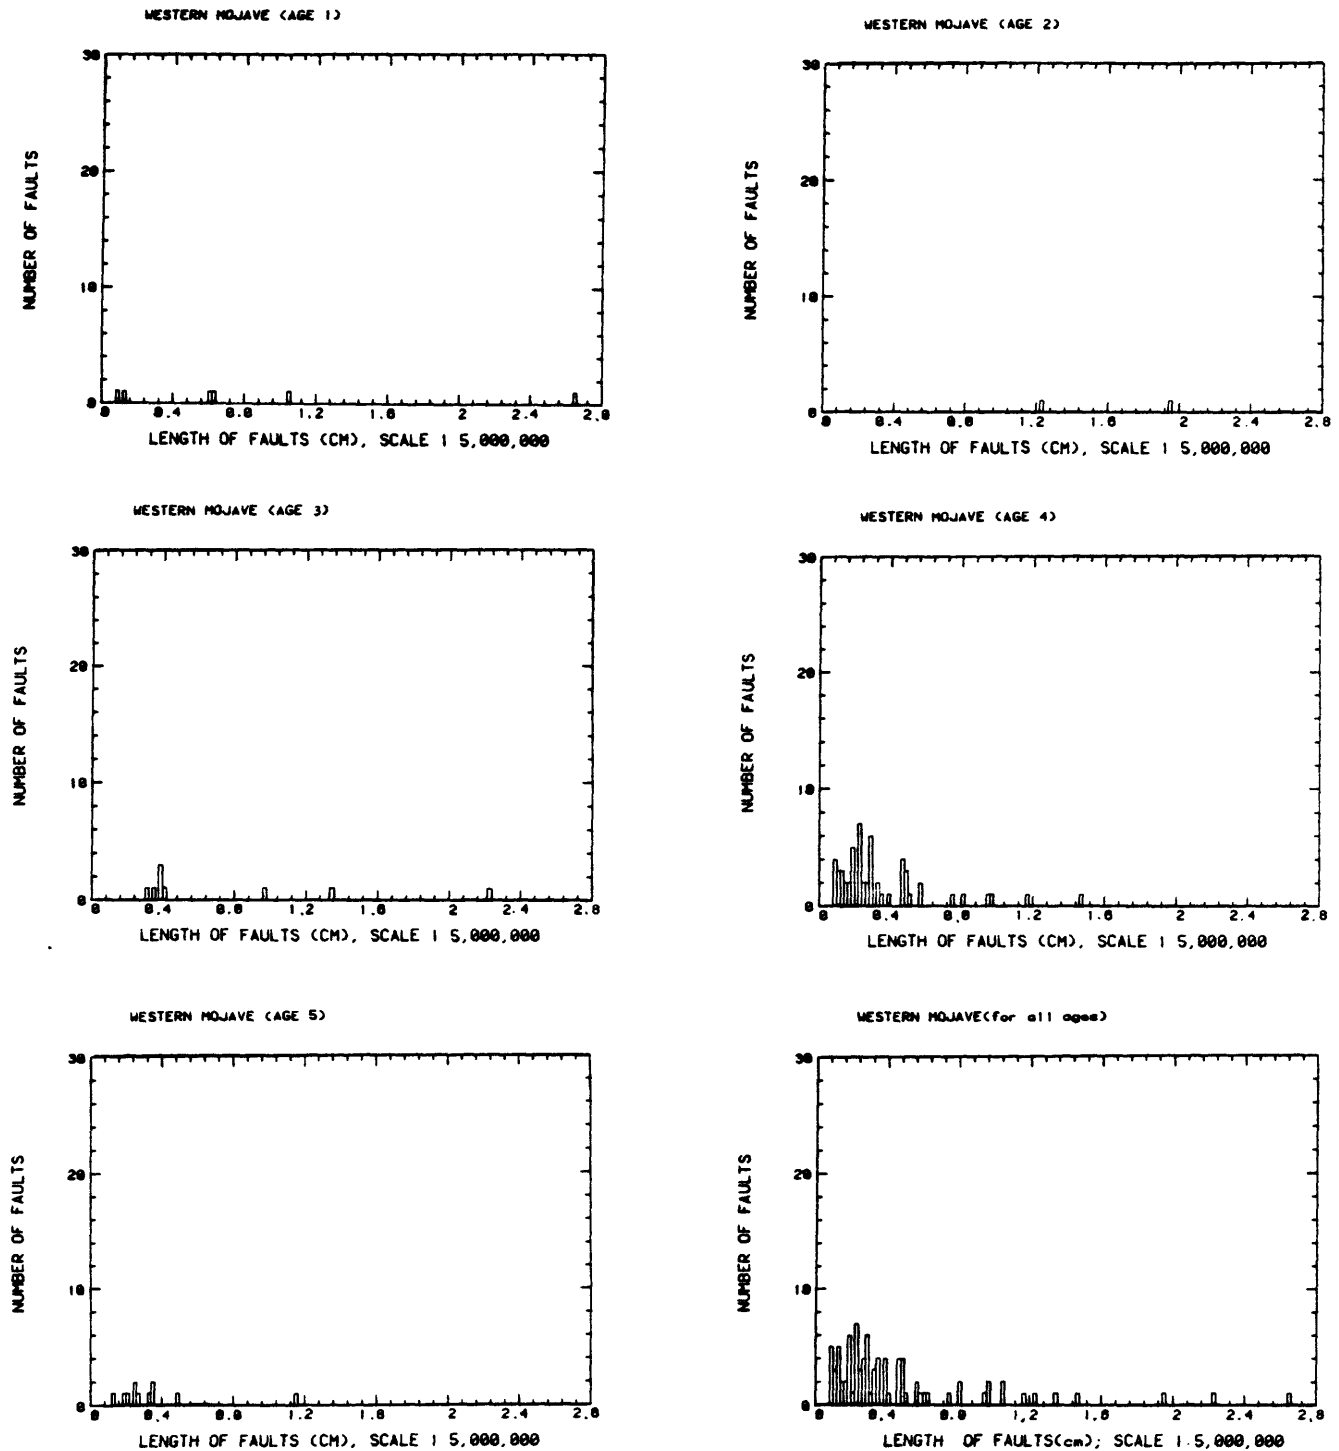 WESTERN MOJAVE (AGE 1)
30
20
10
0
0 0.4 0.8 1.2 1.6 2 2.4 2.8
NUMBER OF FAULTS
LENGTH OF FAULTS (CM), SCALE 1 5,000,000
WESTERN MOJAVE (AGE 2)
30
20
10
0
0 0.4 0.8 1.2 1.6 2 2.4 2.8
NUMBER OF FAULTS
LENGTH OF FAULTS (CM), SCALE 1 5,000,000
WESTERN MOJAVE (AGE 3)
30
20
10
0
0 0.4 0.8 1.2 1.6 2 2.4 2.8
NUMBER OF FAULTS
LENGTH OF FAULTS (CM), SCALE 1 5,000,000
WESTERN MOJAVE (AGE 4)
30
20
10
0
0 0.4 0.8 1.2 1.6 2 2.4 2.8
NUMBER OF FAULTS
LENGTH OF FAULTS (CM), SCALE 1 5,000,000
WESTERN MOJAVE (AGE 5)
30
20
10
0
0 0.4 0.8 1.2 1.6 2 2.4 2.8
NUMBER OF FAULTS
LENGTH OF FAULTS (CM), SCALE 1 5,000,000
WESTERN MOJAVE(for all ages)
30
20
10
0
0 0.4 0.8 1.2 1.6 2 2.4 2.8
NUMBER OF FAULTS
LENGTH OF FAULTS(cm); SCALE 1:5,000,000